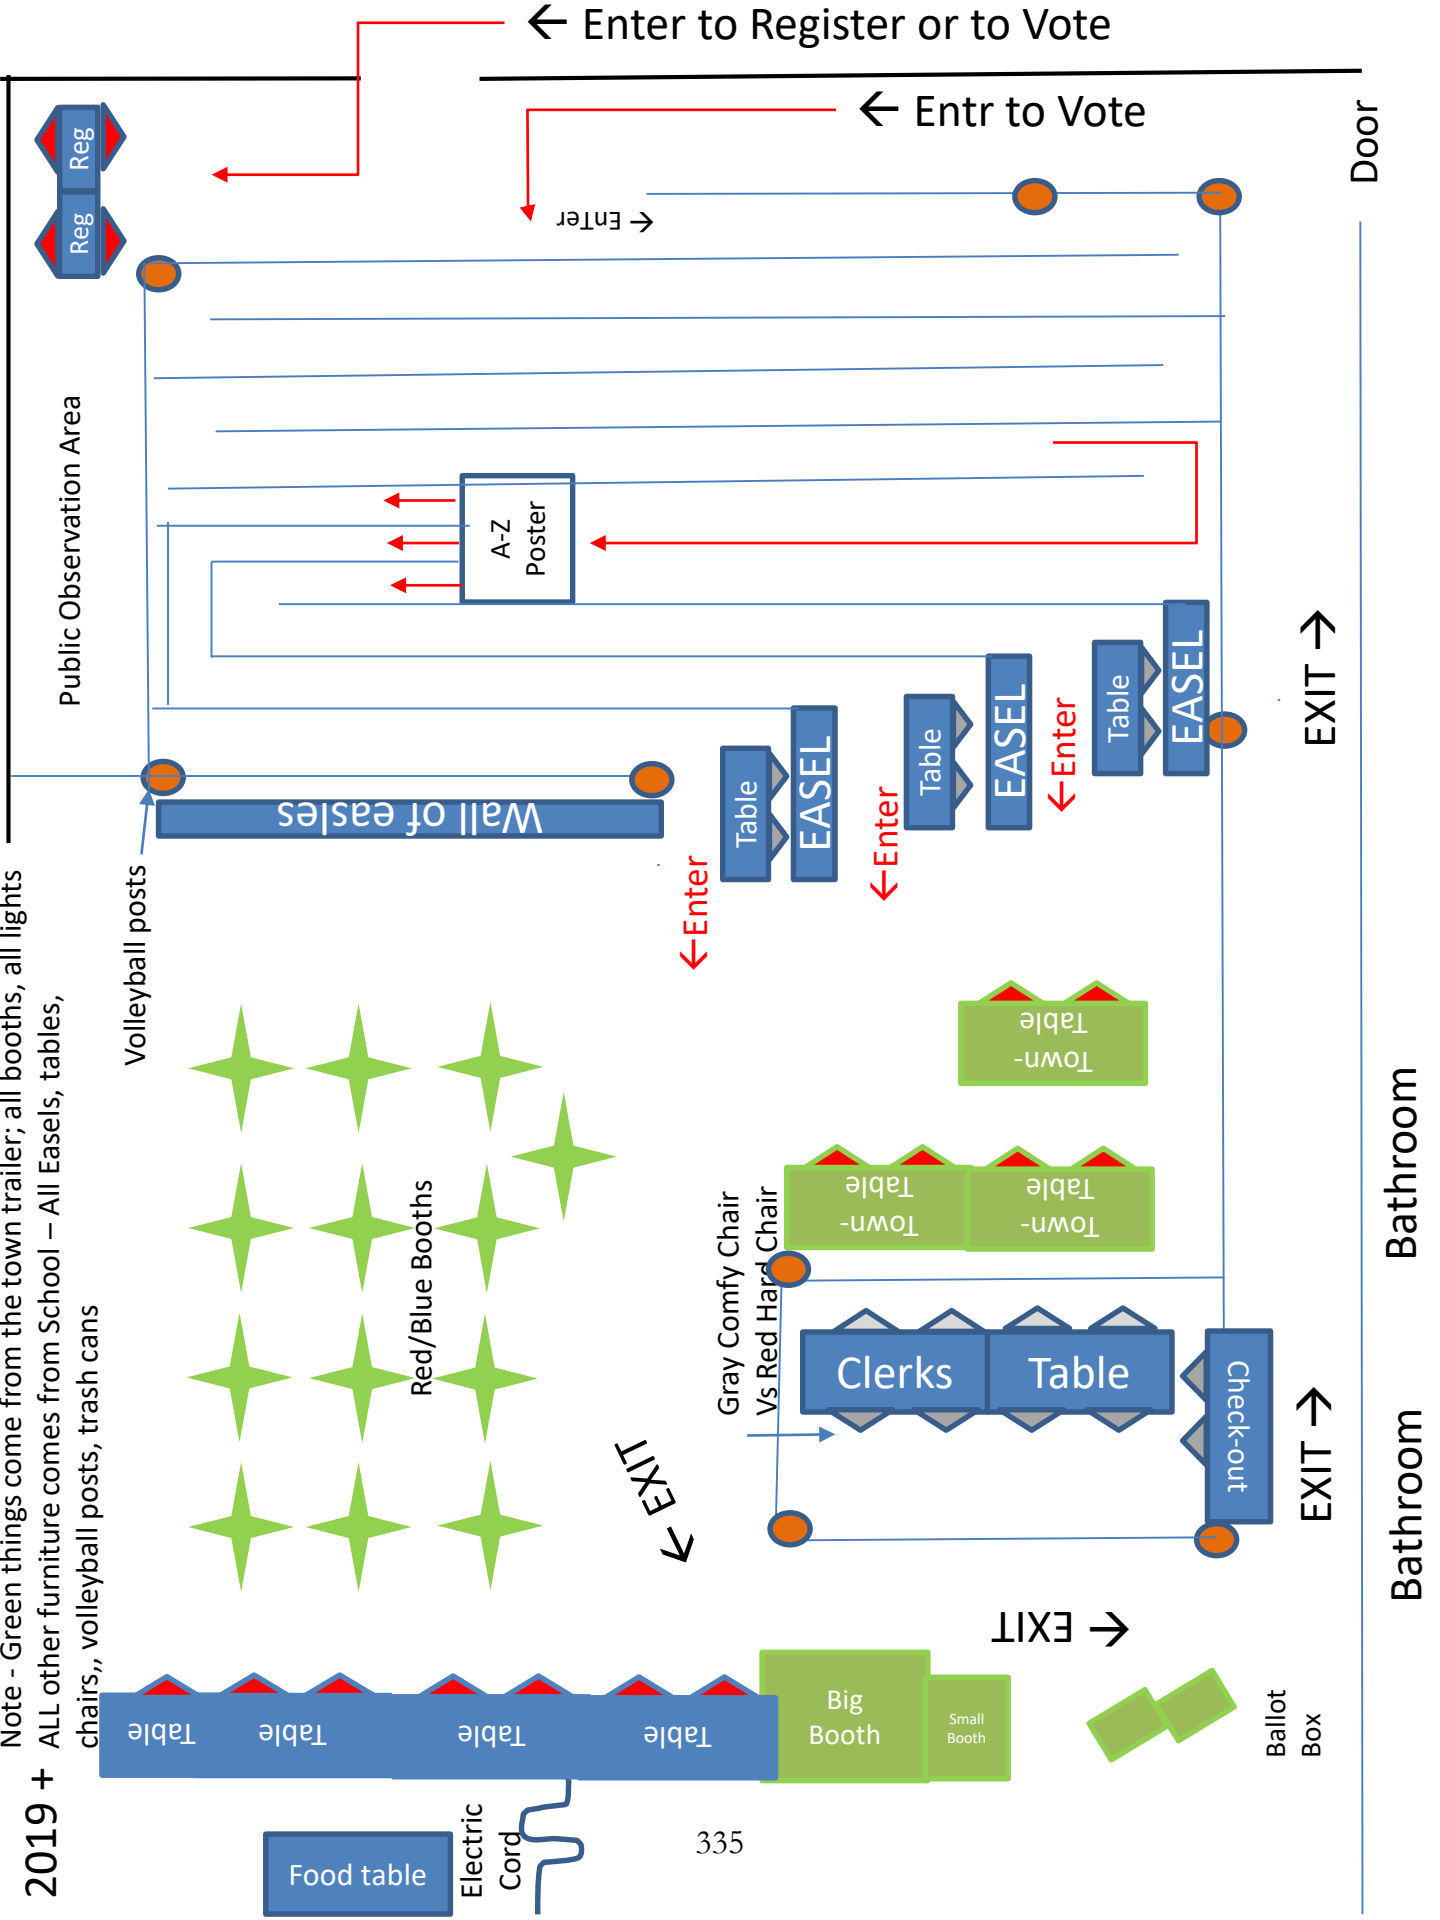 ← Enter to Register or to Vote
← Entr to Vote
Door
Reg
Reg
← EnTer
Public Observation Area
A-Z
Poster
EXIT →
Table
EASEL
Table
EASEL
Table
EASEL
←Enter
←Enter
←Enter
Wall of easles
Volleyball posts
2019 +
Note - Green things come from the town trailer; all booths, all lights
ALL other furniture comes from School – All Easels, tables,
chairs,, volleyball posts, trash cans
Red/Blue Booths
Town-
Table
Town-
Table
Town-
Table
Gray Comfy Chair
Vs Red Hard Chair
Clerks
Table
Check-out
EXIT →
Bathroom
Bathroom
← EXIT
← EXIT
Table
Table
Table
Table
Big
Booth
Small
Booth
Ballot
Box
Food table
Electric
Cord
335